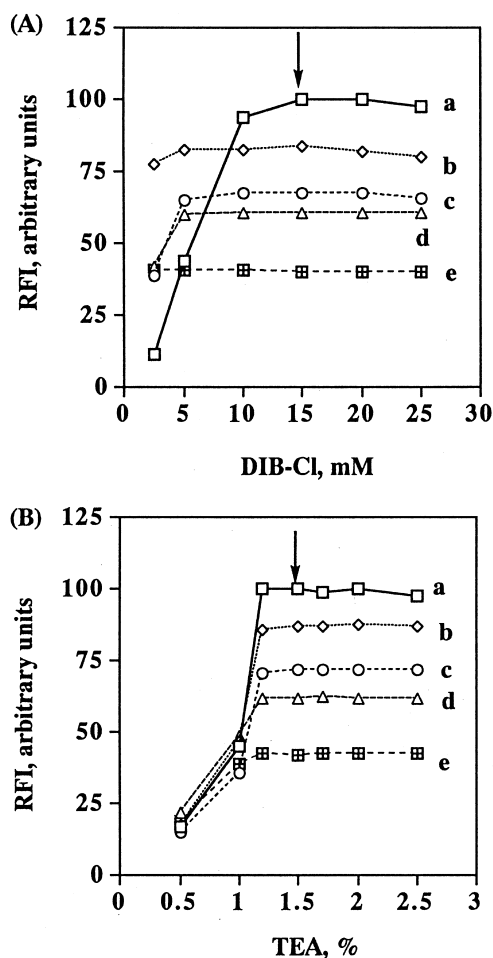 (A)
125
100
75
50
25
0
RFI, arbitrary units
a
b
c
d
e
0 5 10 15 20 25 30
DIB-Cl, mM
(B)
125
100
75
50
25
0
RFI, arbitrary units
a
b
c
d
e
0 0.5 1 1.5 2 2.5 3
TEA, %